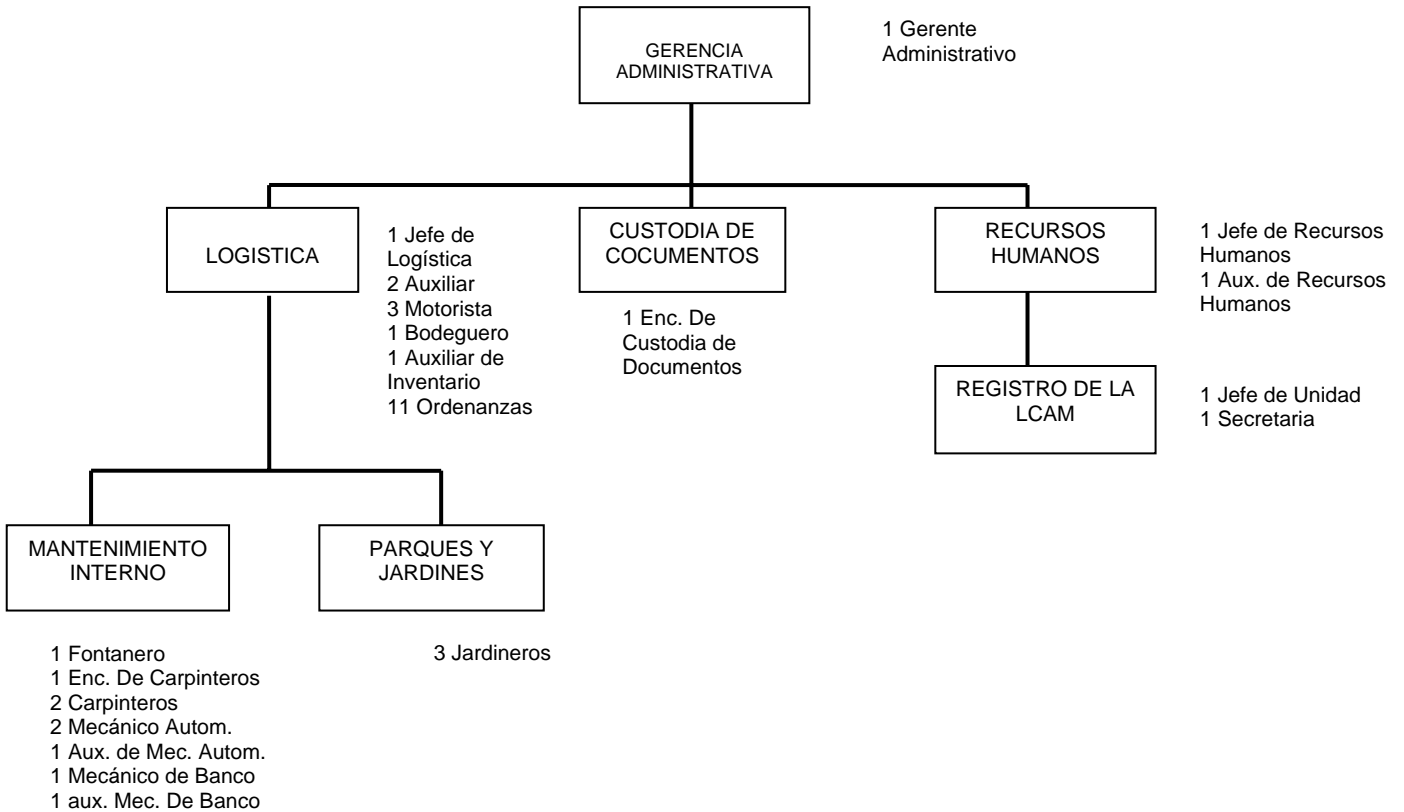 GERENCIA
ADMINISTRATIVA
1 Gerente
Administrativo
LOGISTICA
1 Jefe de
Logística
2 Auxiliar
3 Motorista
1 Bodeguero
1 Auxiliar de
Inventario
11 Ordenanzas
CUSTODIA DE
COCUMENTOS
1 Enc. De
Custodia de
Documentos
RECURSOS
HUMANOS
1 Jefe de Recursos
Humanos
1 Aux. de Recursos
Humanos
REGISTRO DE LA
LCAM
1 Jefe de Unidad
1 Secretaria
MANTENIMIENTO
INTERNO
1 Fontanero
1 Enc. De Carpinteros
2 Carpinteros
2 Mecánico Autom.
1 Aux. de Mec. Autom.
1 Mecánico de Banco
1 aux. Mec. De Banco
PARQUES Y
JARDINES
3 Jardineros